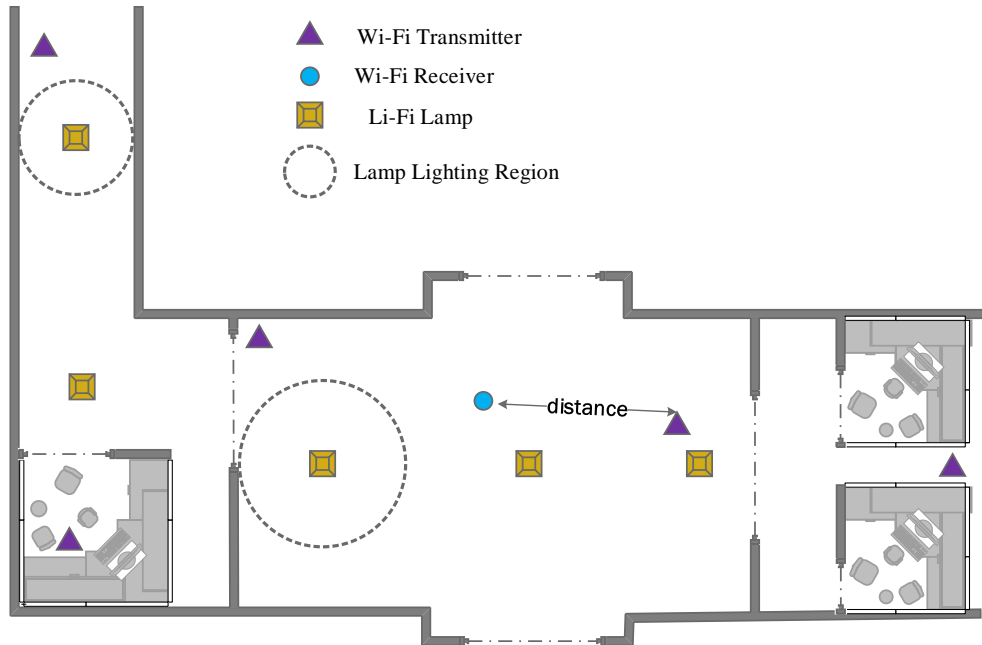 Wi-Fi Transmitter
Wi-Fi Receiver
Li-Fi Lamp
Lamp Lighting Region
distance